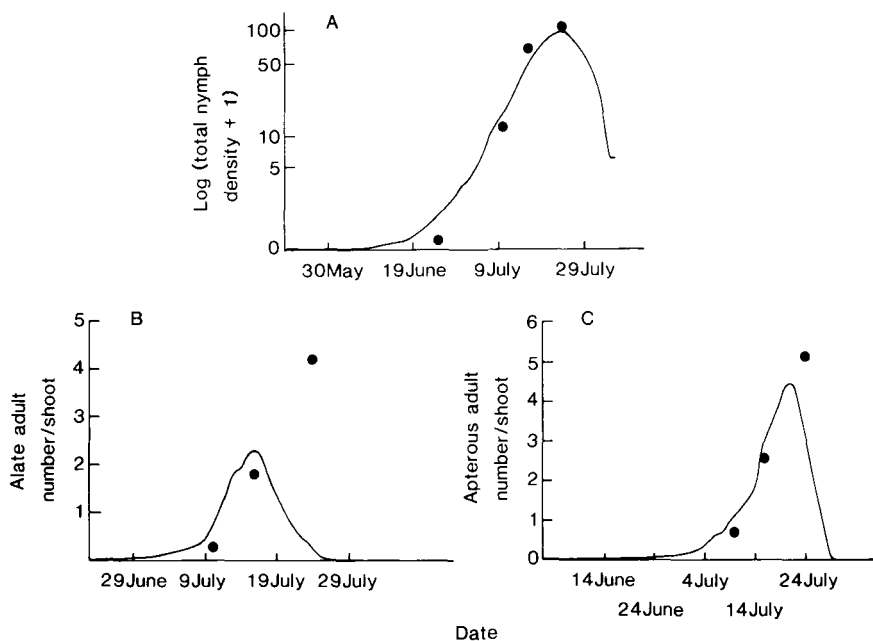 A
Log (total nymph
density + 1)
100
50
10
5
0
30May 19June 9July 29July
B
Alate adult
number/shoot
5
4
3
2
1
29June 9July 19July 29July
C
Apterous adult
number/shoot
6
5
4
3
2
1
0
14June 4July 24July
24June 14July
Date